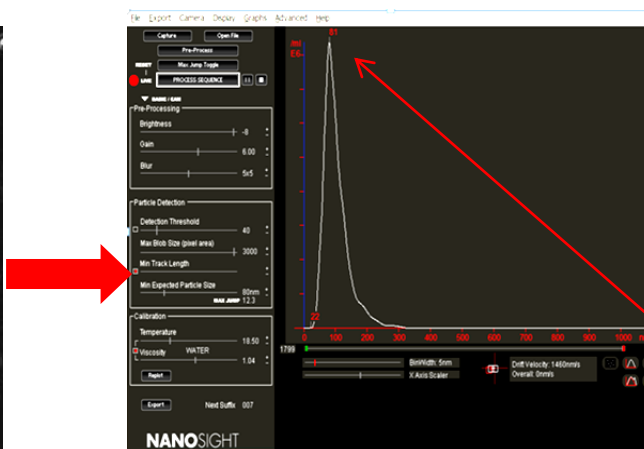 File Export Camera Display Graphs Advanced Help
Capture Open File
Pre-Process
RESET Max Jump Toggle
LIVE PROCESS SEQUENCE
Pre-Processing
Brightness
-8
Gain
6.00
Blur
5x5
Particle Detection
Detection Threshold
40
Max Blob Size (pixel area)
3000
Min Track Length
Min Expected Particle Size
80nm
MAX JUMP 12.3
Calibration
Temperature
18.50
Viscosity WATER
1.04
Replot
Export Next Suffix 007
NANOSIGHT
81
/ml
E6
22
0 100 200 300 400 500 600 700 800 900 1000
1799
BinWidth: 5nm
X Axis Scaler
Drift Velocity: 1460nm/s
Overall: 0nm/s